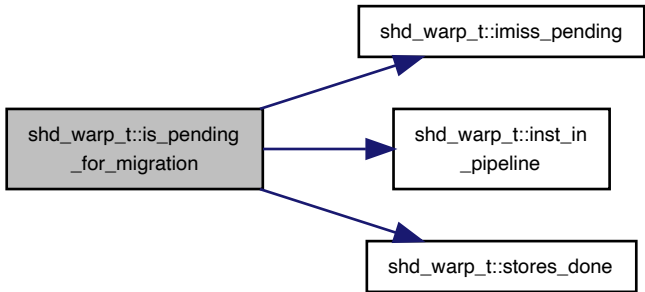 shd_warp_t::imiss_pending
shd_warp_t::is_pending
_for_migration
shd_warp_t::inst_in
_pipeline
shd_warp_t::stores_done